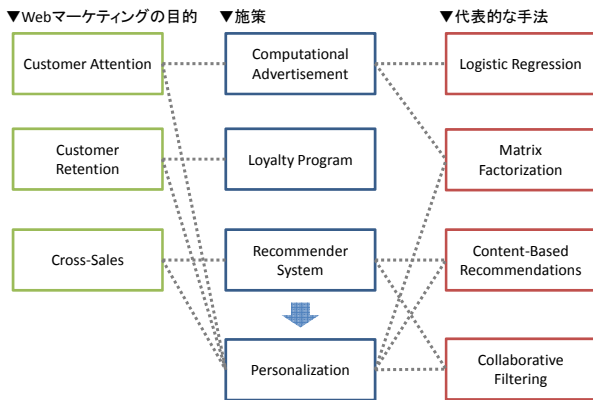 ▼Webマーケティングの目的
▼施策
▼代表的な手法
Customer Attention
Computational
Advertisement
Logistic Regression
Customer
Retention
Loyalty Program
Matrix
Factorization
Cross-Sales
Recommender
System
Content-Based
Recommendations
Personalization
Collaborative
Filtering